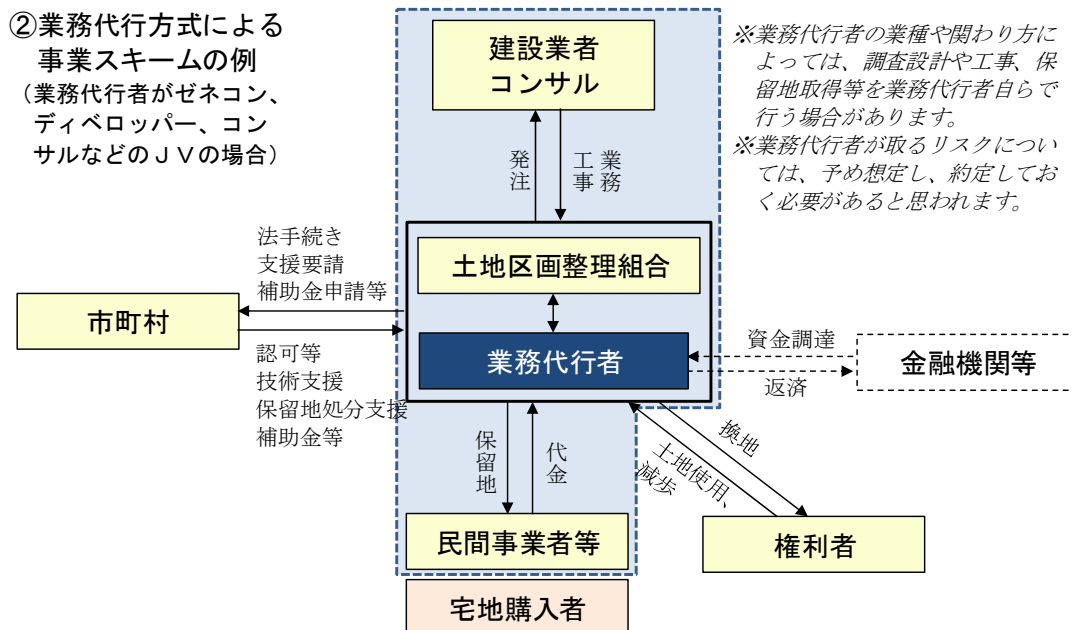 ②業務代行方式による
事業スキームの例
（業務代行者がゼネコン、
ディベロッパー、コン
サルなどのＪＶの場合）
建設業者
コンサル
※業務代行者の業種や関わり方に
よっては、調査設計や工事、保
留地取得等を業務代行者自らで
行う場合があります。
※業務代行者が取るリスクについ
ては、予め想定し、約定してお
く必要があると思われます。
発注
工事
業務
法手続き
支援要請
補助金申請等
土地区画整理組合
市町村
業務代行者
資金調達
金融機関等
返済
認可等
技術支援
保留地処分支援
補助金等
保留地
代金
換地
土地使用、
減歩
民間事業者等
権利者
宅地購入者